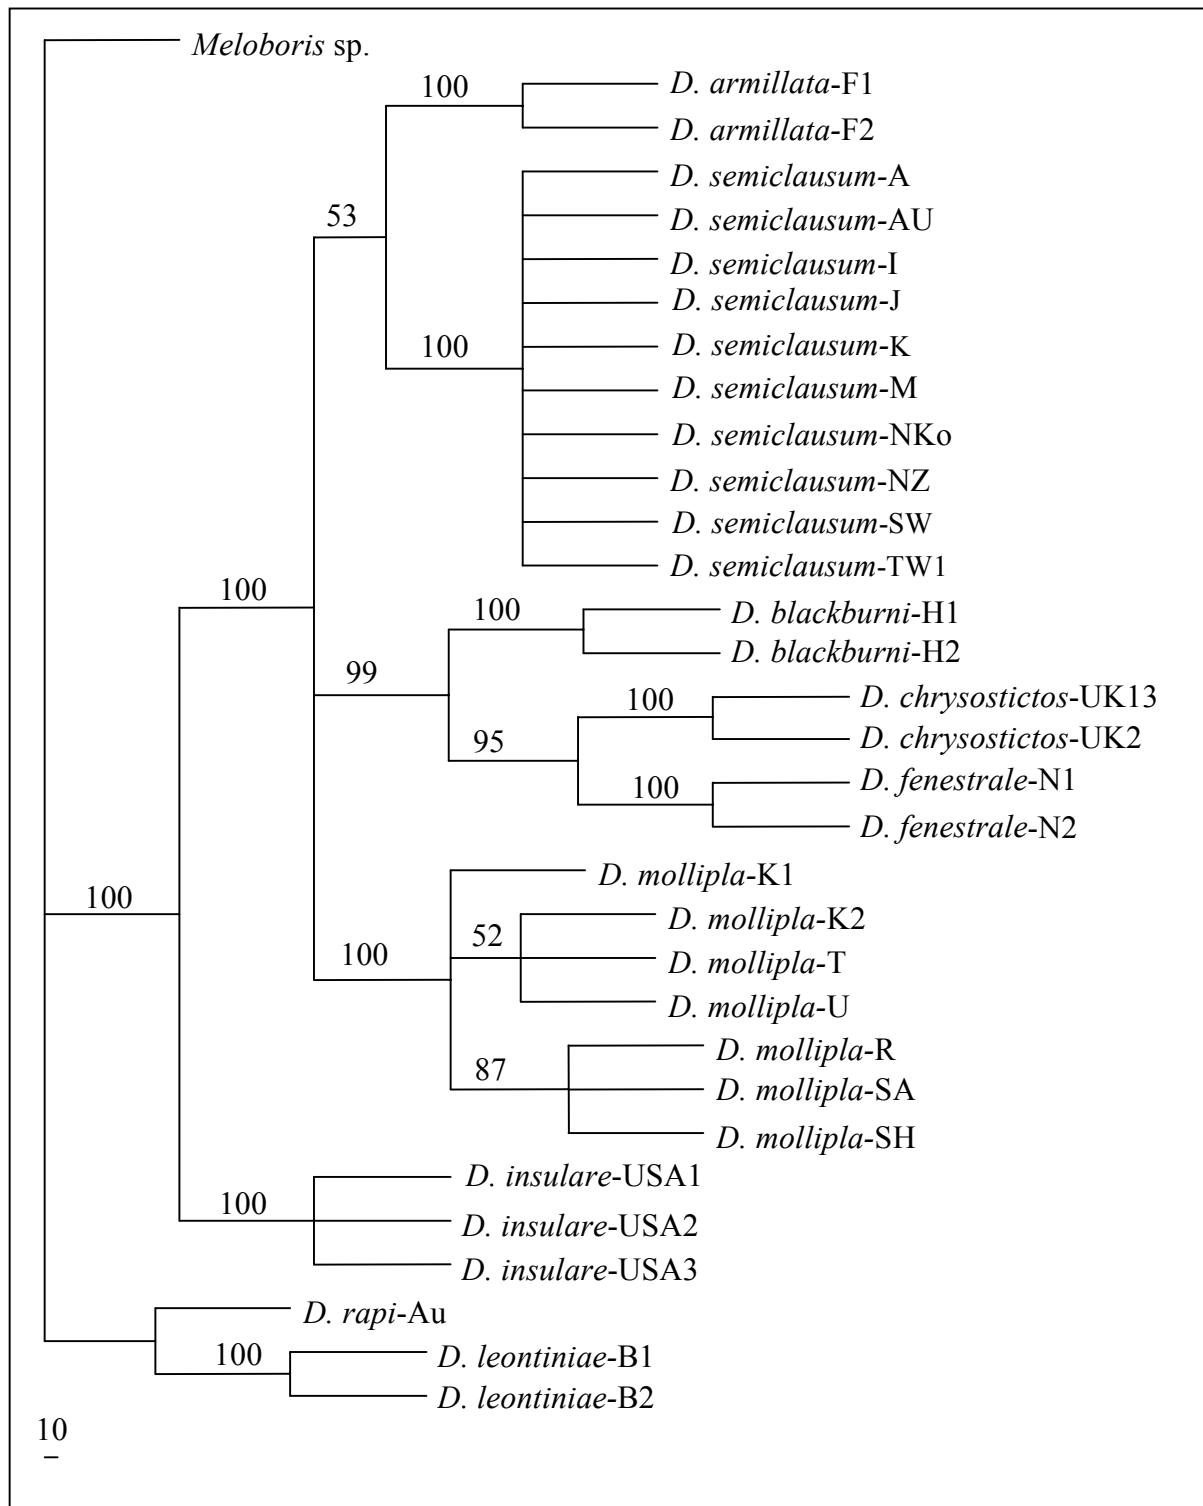 Meloboris sp.
100
D. armillata-F1
D. armillata-F2
D. semiclausum-A
53
D. semiclausum-AU
D. semiclausum-I
D. semiclausum-J
100
D. semiclausum-K
D. semiclausum-M
D. semiclausum-NKo
D. semiclausum-NZ
D. semiclausum-SW
D. semiclausum-TW1
100
100
D. blackburni-H1
D. blackburni-H2
99
100
D. chrysostictos-UK13
95
D. chrysostictos-UK2
100
D. fenestrale-N1
D. fenestrale-N2
D. mollipla-K1
100
52
D. mollipla-K2
100
D. mollipla-T
D. mollipla-U
D. mollipla-R
87
D. mollipla-SA
D. mollipla-SH
D. insulare-USA1
100
D. insulare-USA2
D. insulare-USA3
D. rapi-Au
100
D. leontiniae-B1
D. leontiniae-B2
10